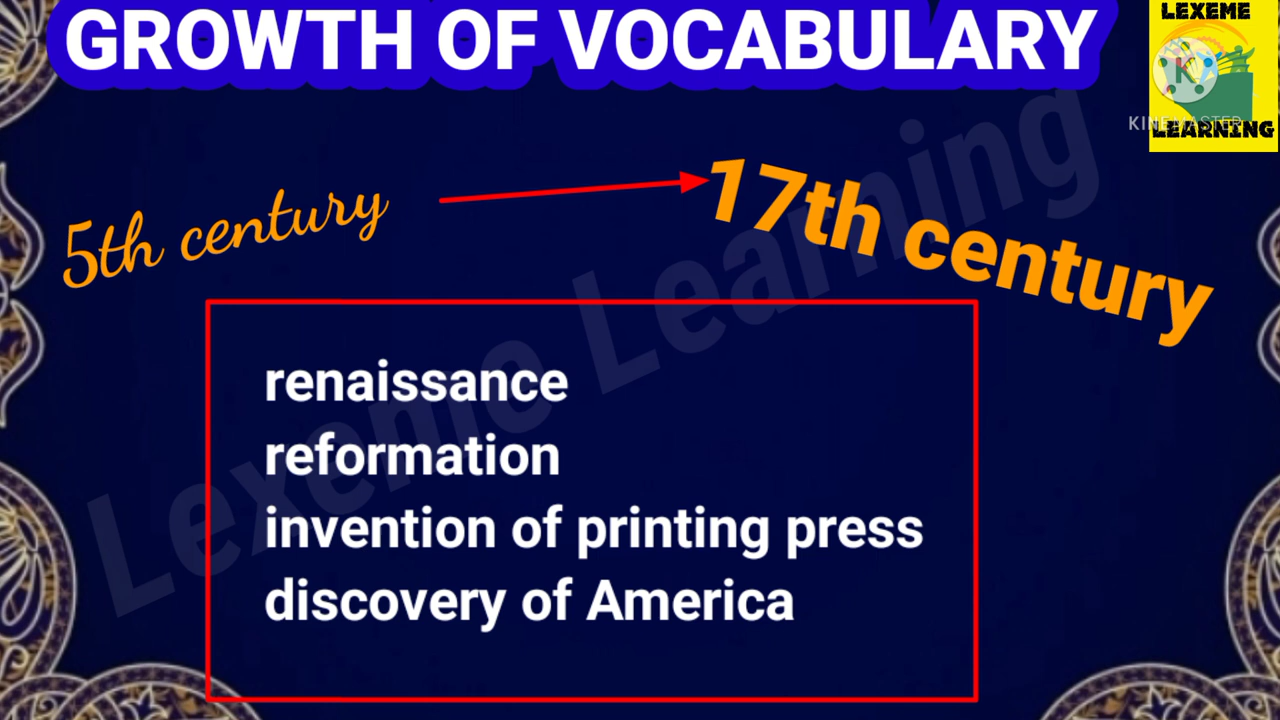 GROWTH OF VOCABULARY
LEXEME
K
KINEMASTER
LEARNING
5th century
17th century
renaissance
reformation
invention of printing press
discovery of America
Lexeme Learning